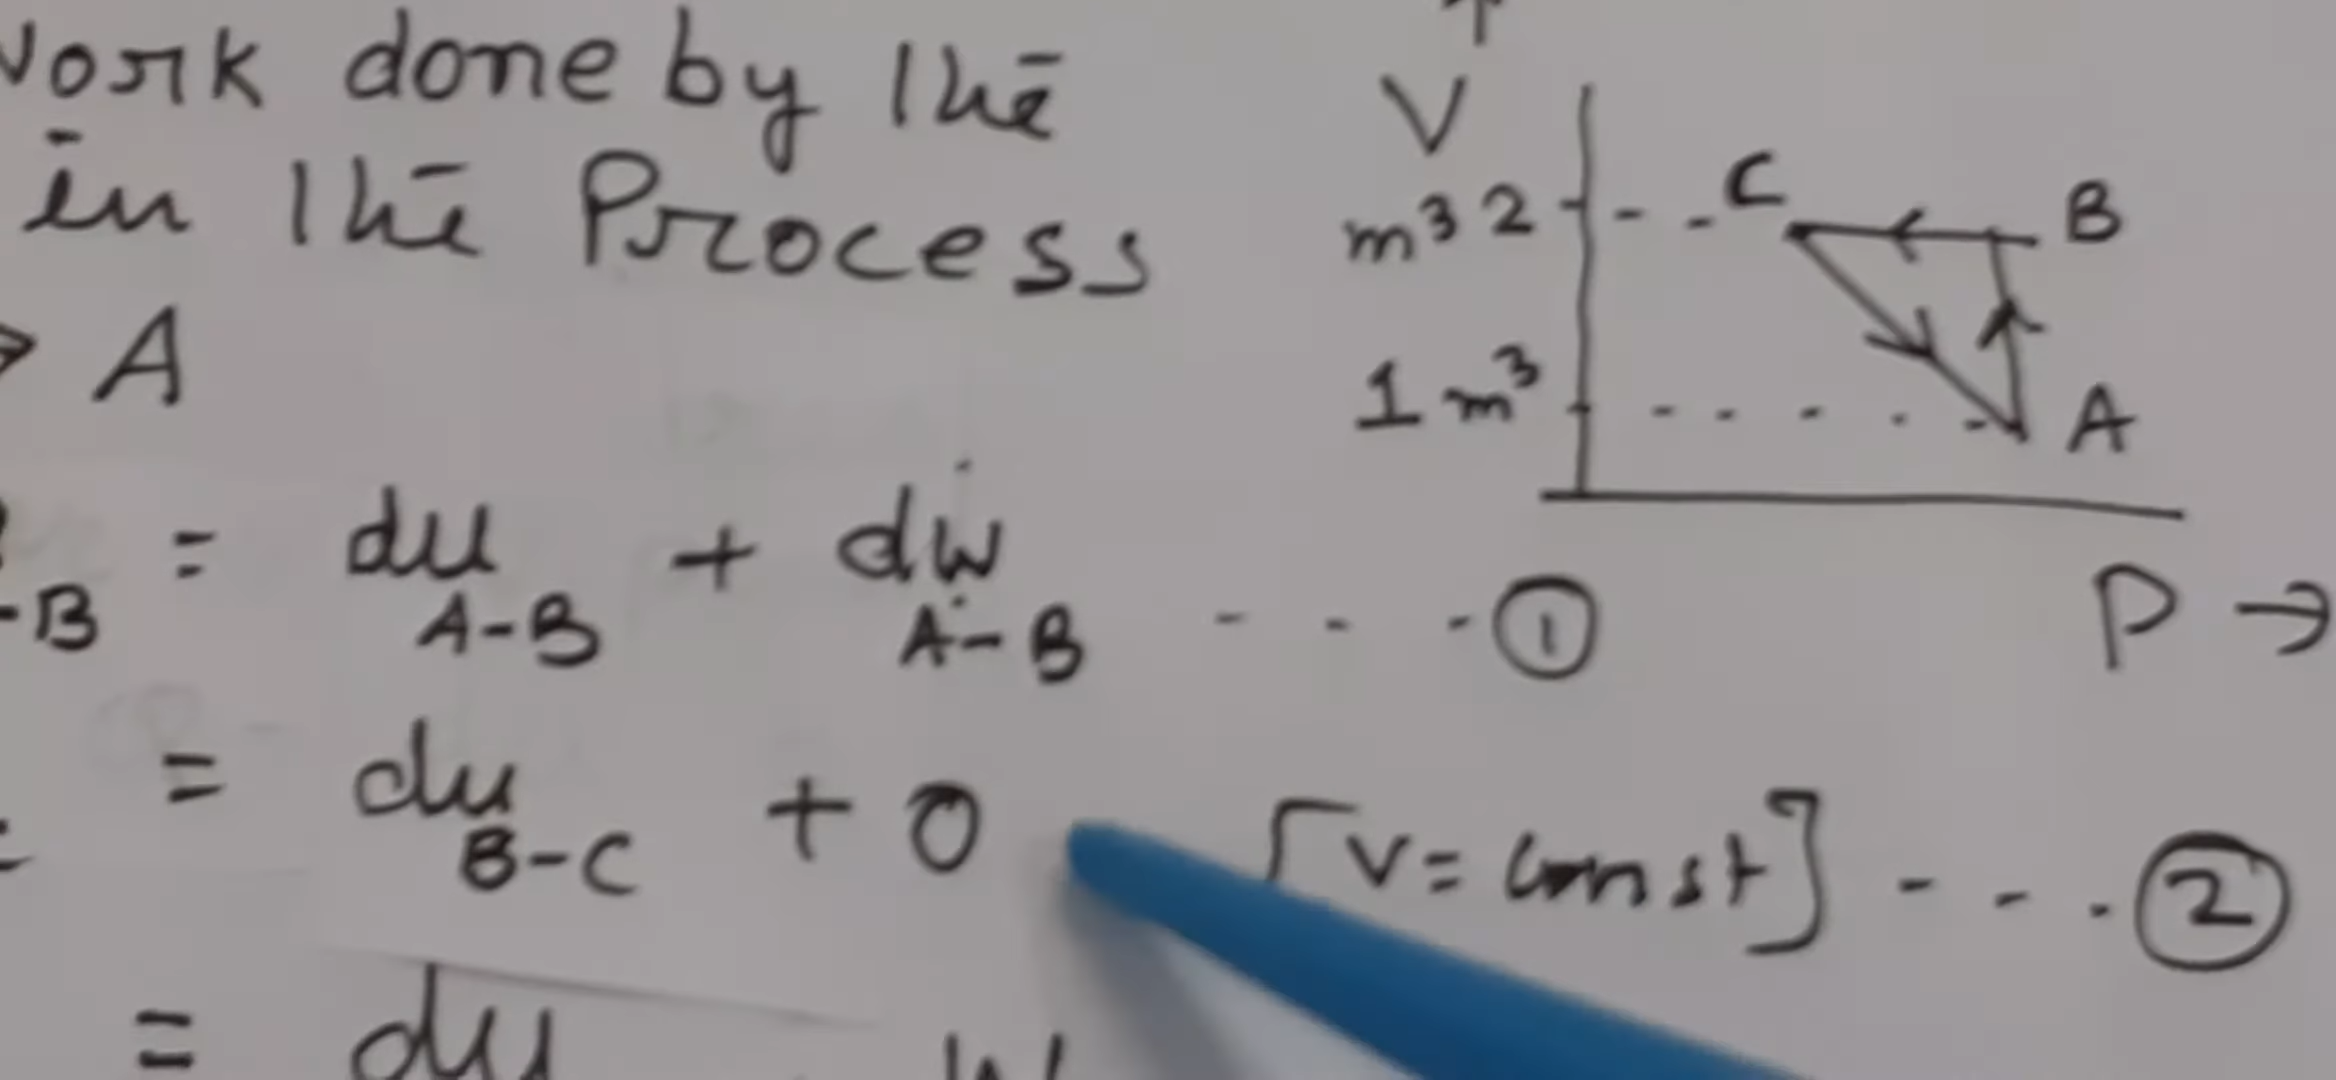 Work done by the
in the Process
→ A
V ↑
m³ 2
C
B
1 m³
A
P →
-B = du A-B + dw A-B - - - ①
= du B-C + 0 [V = Const] - - - ②
= du W